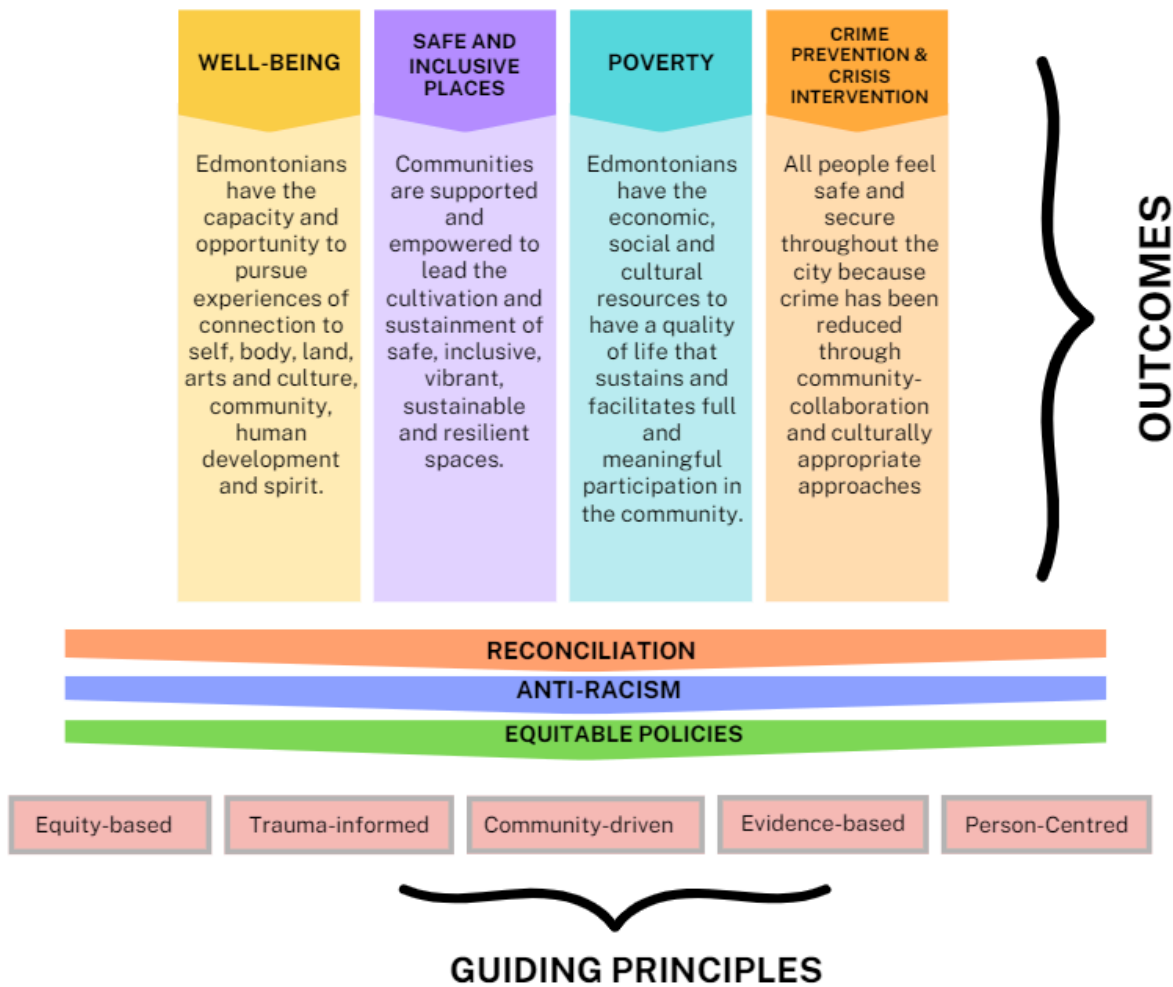 WELL-BEING
Edmontonians
have the
capacity and
opportunity to
pursue
experiences of
connection to
self, body, land,
arts and culture,
community,
human
development
and spirit.
SAFE AND
INCLUSIVE
PLACES
Communities
are supported
and
empowered to
lead the
cultivation and
sustainment of
safe, inclusive,
vibrant,
sustainable
and resilient
spaces.
POVERTY
Edmontonians
have the
economic,
social and
cultural
resources to
have a quality
of life that
sustains and
facilitates full
and
meaningful
participation in
the community.
CRIME
PREVENTION &
CRISIS
INTERVENTION
All people feel
safe and
secure
throughout the
city because
crime has been
reduced
through
community-
collaboration
and culturally
appropriate
approaches
OUTCOMES
RECONCILIATION
ANTI-RACISM
EQUITABLE POLICIES
Equity-based
Trauma-informed
Community-driven
Evidence-based
Person-Centred
GUIDING PRINCIPLES